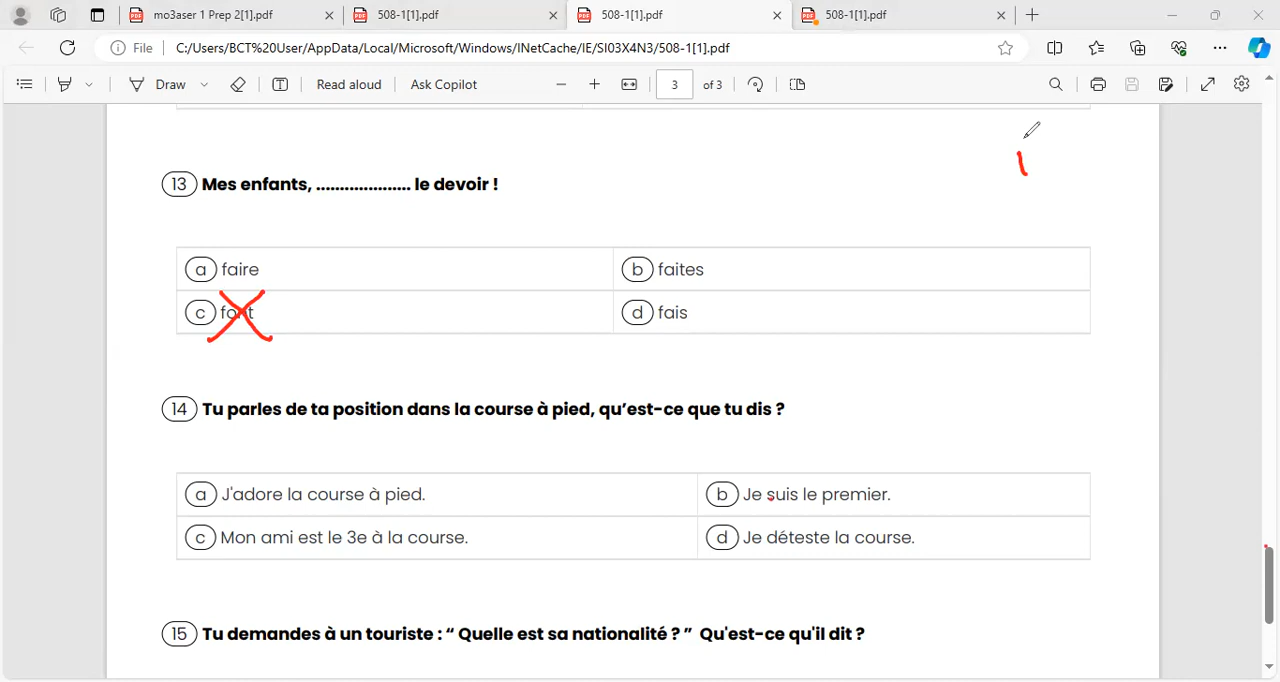 mo3aser 1 Prep 2[1].pdf
508-1[1].pdf
508-1[1].pdf
508-1[1].pdf
File
C:/Users/BCT%20User/AppData/Local/Microsoft/Windows/INetCache/IE/SI03X4N3/508-1[1].pdf
Draw
Read aloud
Ask Copilot
3 of 3
13 Mes enfants, .................... le devoir !
a faire
b faites
c font
d fais
14 Tu parles de ta position dans la course à pied, qu’est-ce que tu dis ?
a J'adore la course à pied.
b Je suis le premier.
c Mon ami est le 3e à la course.
d Je déteste la course.
15 Tu demandes à un touriste : “ Quelle est sa nationalité ? ” Qu'est-ce qu'il dit ?